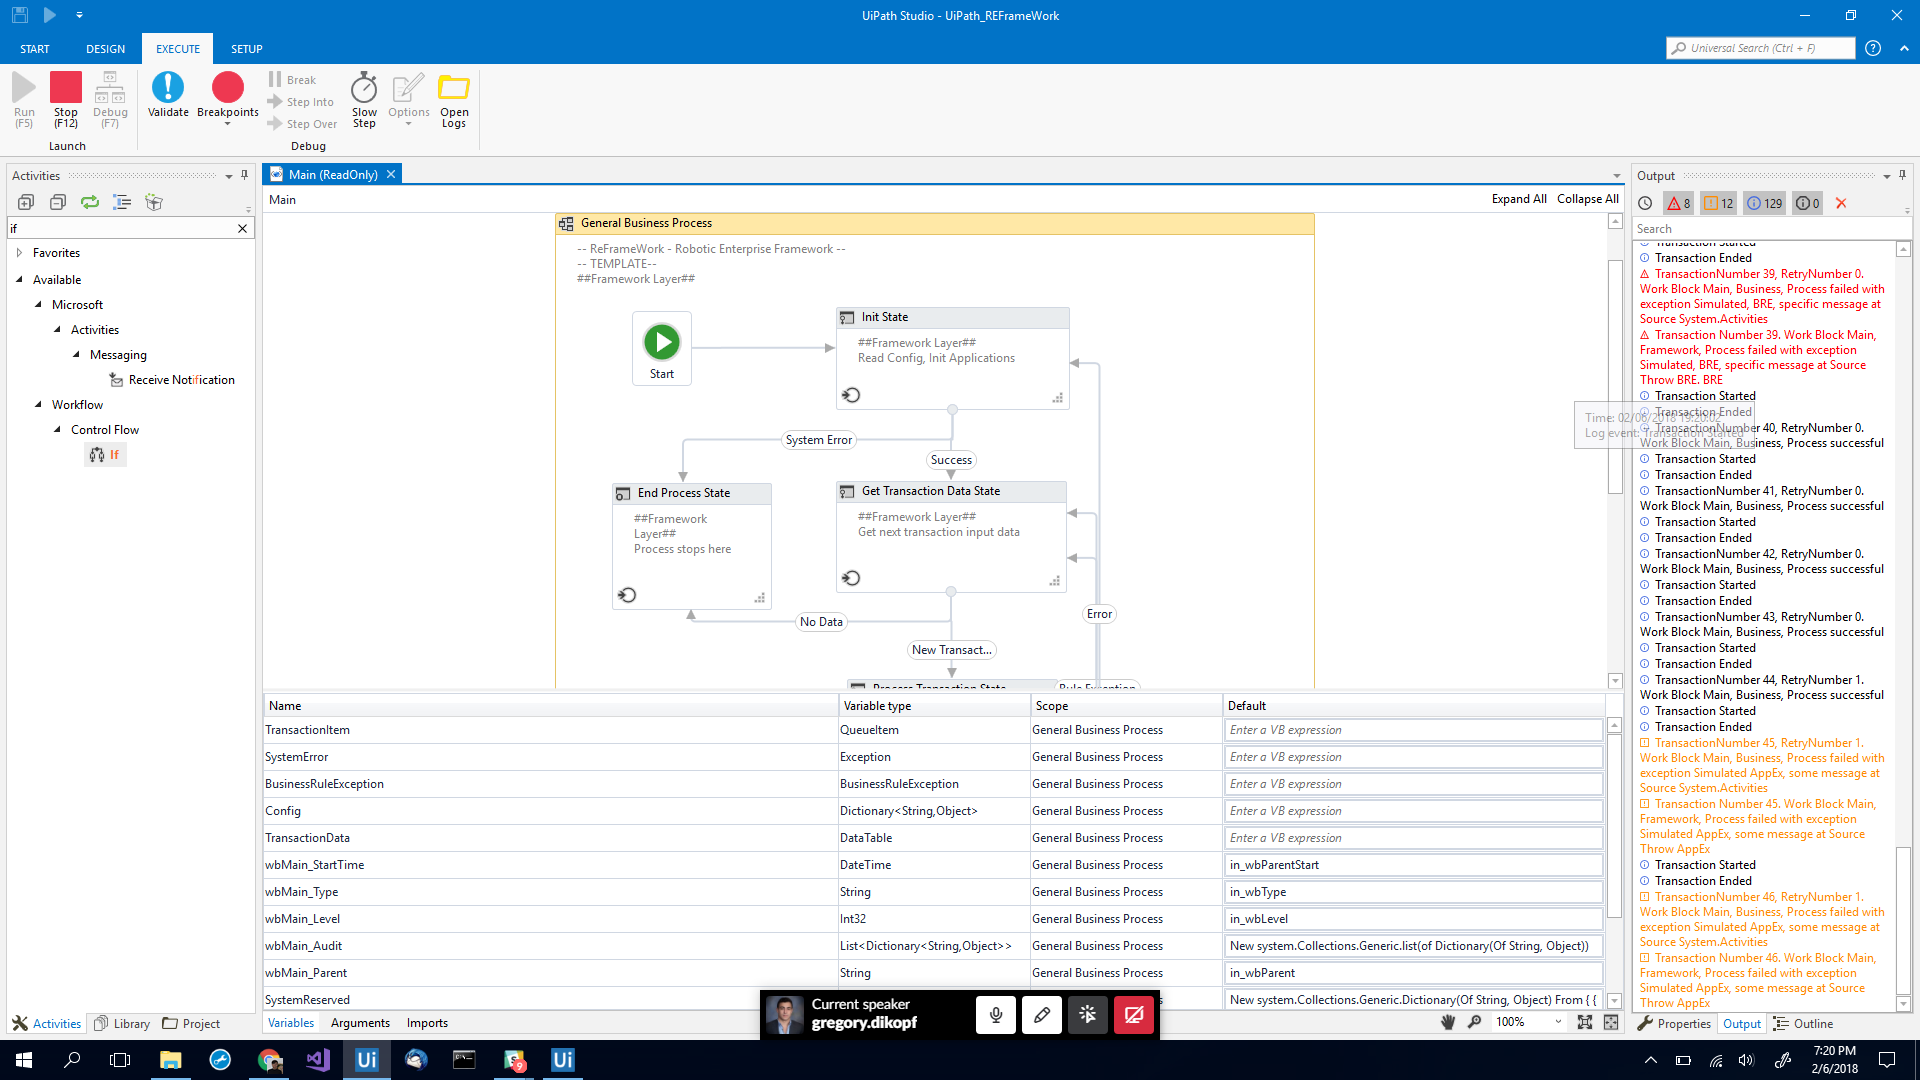 UiPath Studio - UiPath_REFrameWork
START
DESIGN
EXECUTE
SETUP
Universal Search (Ctrl + F)
Run
(F5)
Stop
(F12)
Debug
(F7)
Launch
Validate
Breakpoints
Break
Step Into
Step Over
Slow
Step
Options
Open
Logs
Debug
Activities
if
Favorites
Available
Microsoft
Activities
Messaging
Receive Notification
Workflow
Control Flow
If
Activities
Library
Project
Main (ReadOnly)
Main
Expand All
Collapse All
General Business Process
-- ReFrameWork - Robotic Enterprise Framework --
-- TEMPLATE--
##Framework Layer##
Start
Init State
##Framework Layer##
Read Config, Init Applications
System Error
Success
End Process State
##Framework
Layer##
Process stops here
Get Transaction Data State
##Framework Layer##
Get next transaction input data
No Data
New Transact...
Error
Process Transaction State
Rule Exception
Name Variable type Scope Default
TransactionItem QueueItem General Business Process Enter a VB expression
SystemError Exception General Business Process Enter a VB expression
BusinessRuleException BusinessRuleException General Business Process Enter a VB expression
Config Dictionary<String,Object> General Business Process Enter a VB expression
TransactionData DataTable General Business Process Enter a VB expression
wbMain_StartTime DateTime General Business Process in_wbParentStart
wbMain_Type String General Business Process in_wbType
wbMain_Level Int32 General Business Process in_wbLevel
wbMain_Audit List<Dictionary<String,Object>> General Business Process New system.Collections.Generic.list(of Dictionary(Of String, Object))
wbMain_Parent String General Business Process in_wbParent
SystemReserved New system.Collections.Generic.Dictionary(Of String, Object) From { {
Variables
Arguments
Imports
100%
Current speaker
gregory.dikopf
Output
8
12
129
0
Search
Transaction Started
Transaction Ended
TransactionNumber 39, RetryNumber 0.
Work Block Main, Business, Process failed with
exception Simulated, BRE, specific message at
Source System.Activities
Transaction Number 39. Work Block Main,
Framework, Process failed with exception
Simulated, BRE, specific message at Source
Throw BRE. BRE
Transaction Started
Transaction Ended
TransactionNumber 40, RetryNumber 0.
Work Block Main, Business, Process successful
Time: 02/06/2018 19:20:02
Log event: Transaction Started
Transaction Started
Transaction Ended
TransactionNumber 41, RetryNumber 0.
Work Block Main, Business, Process successful
Transaction Started
Transaction Ended
TransactionNumber 42, RetryNumber 0.
Work Block Main, Business, Process successful
Transaction Started
Transaction Ended
TransactionNumber 43, RetryNumber 0.
Work Block Main, Business, Process successful
Transaction Started
Transaction Ended
TransactionNumber 44, RetryNumber 1.
Work Block Main, Business, Process successful
Transaction Started
Transaction Ended
TransactionNumber 45, RetryNumber 1.
Work Block Main, Business, Process failed with
exception Simulated AppEx, some message at
Source System.Activities
Transaction Number 45. Work Block Main,
Framework, Process failed with exception
Simulated AppEx, some message at Source
Throw AppEx
Transaction Started
Transaction Ended
TransactionNumber 46, RetryNumber 1.
Work Block Main, Business, Process failed with
exception Simulated AppEx, some message at
Source System.Activities
Transaction Number 46. Work Block Main,
Framework, Process failed with exception
Simulated AppEx, some message at Source
Throw AppEx
Properties
Output
Outline
Ui
9
Ui
7:20 PM
2/6/2018